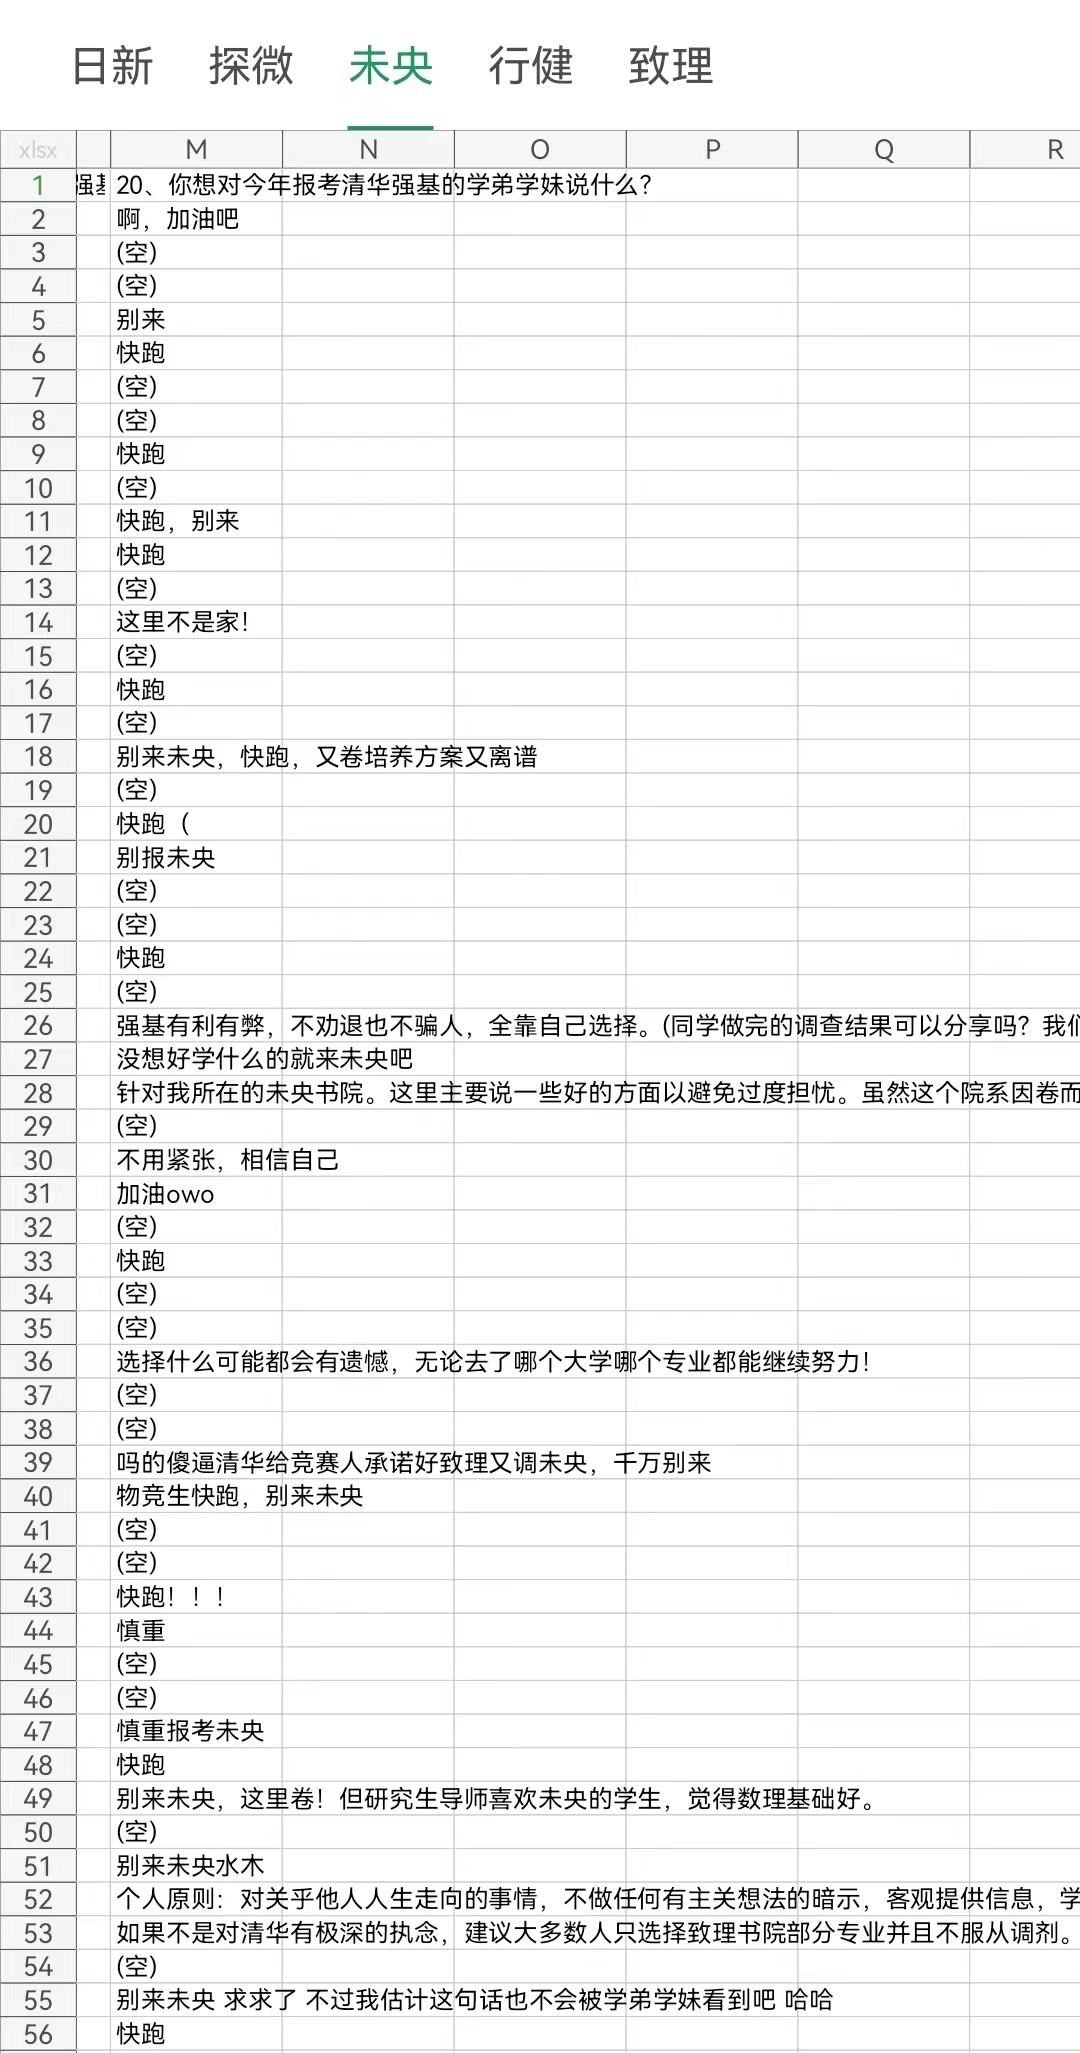 日新 探微 未央 行健 致理
xlsx M N O P Q R
1 强基 20、你想对今年报考清华强基的学弟学妹说什么？
2 啊，加油吧
3 (空)
4 (空)
5 别来
6 快跑
7 (空)
8 (空)
9 快跑
10 (空)
11 快跑，别来
12 快跑
13 (空)
14 这里不是家！
15 (空)
16 快跑
17 (空)
18 别来未央，快跑，又卷培养方案又离谱
19 (空)
20 快跑（
21 别报未央
22 (空)
23 (空)
24 快跑
25 (空)
26 强基有利有弊，不劝退也不骗人，全靠自己选择。(同学做完的调查结果可以分享吗？我们
27 没想好学什么的就来未央吧
28 针对我所在的未央书院。这里主要说一些好的方面以避免过度担忧。虽然这个院系因卷而
29 (空)
30 不用紧张，相信自己
31 加油owo
32 (空)
33 快跑
34 (空)
35 (空)
36 选择什么可能都会有遗憾，无论去了哪个大学哪个专业都能继续努力！
37 (空)
38 (空)
39 吗的傻逼清华给竞赛人承诺好致理又调未央，千万别来
40 物竞生快跑，别来未央
41 (空)
42 (空)
43 快跑！！！
44 慎重
45 (空)
46 (空)
47 慎重报考未央
48 快跑
49 别来未央，这里卷！但研究生导师喜欢未央的学生，觉得数理基础好。
50 (空)
51 别来未央水木
52 个人原则：对关乎他人人生走向的事情，不做任何有主关想法的暗示，客观提供信息，学
53 如果不是对清华有极深的执念，建议大多数人只选择致理书院部分专业并且不服从调剂。
54 (空)
55 别来未央 求求了 不过我估计这句话也不会被学弟学妹看到吧 哈哈
56 快跑